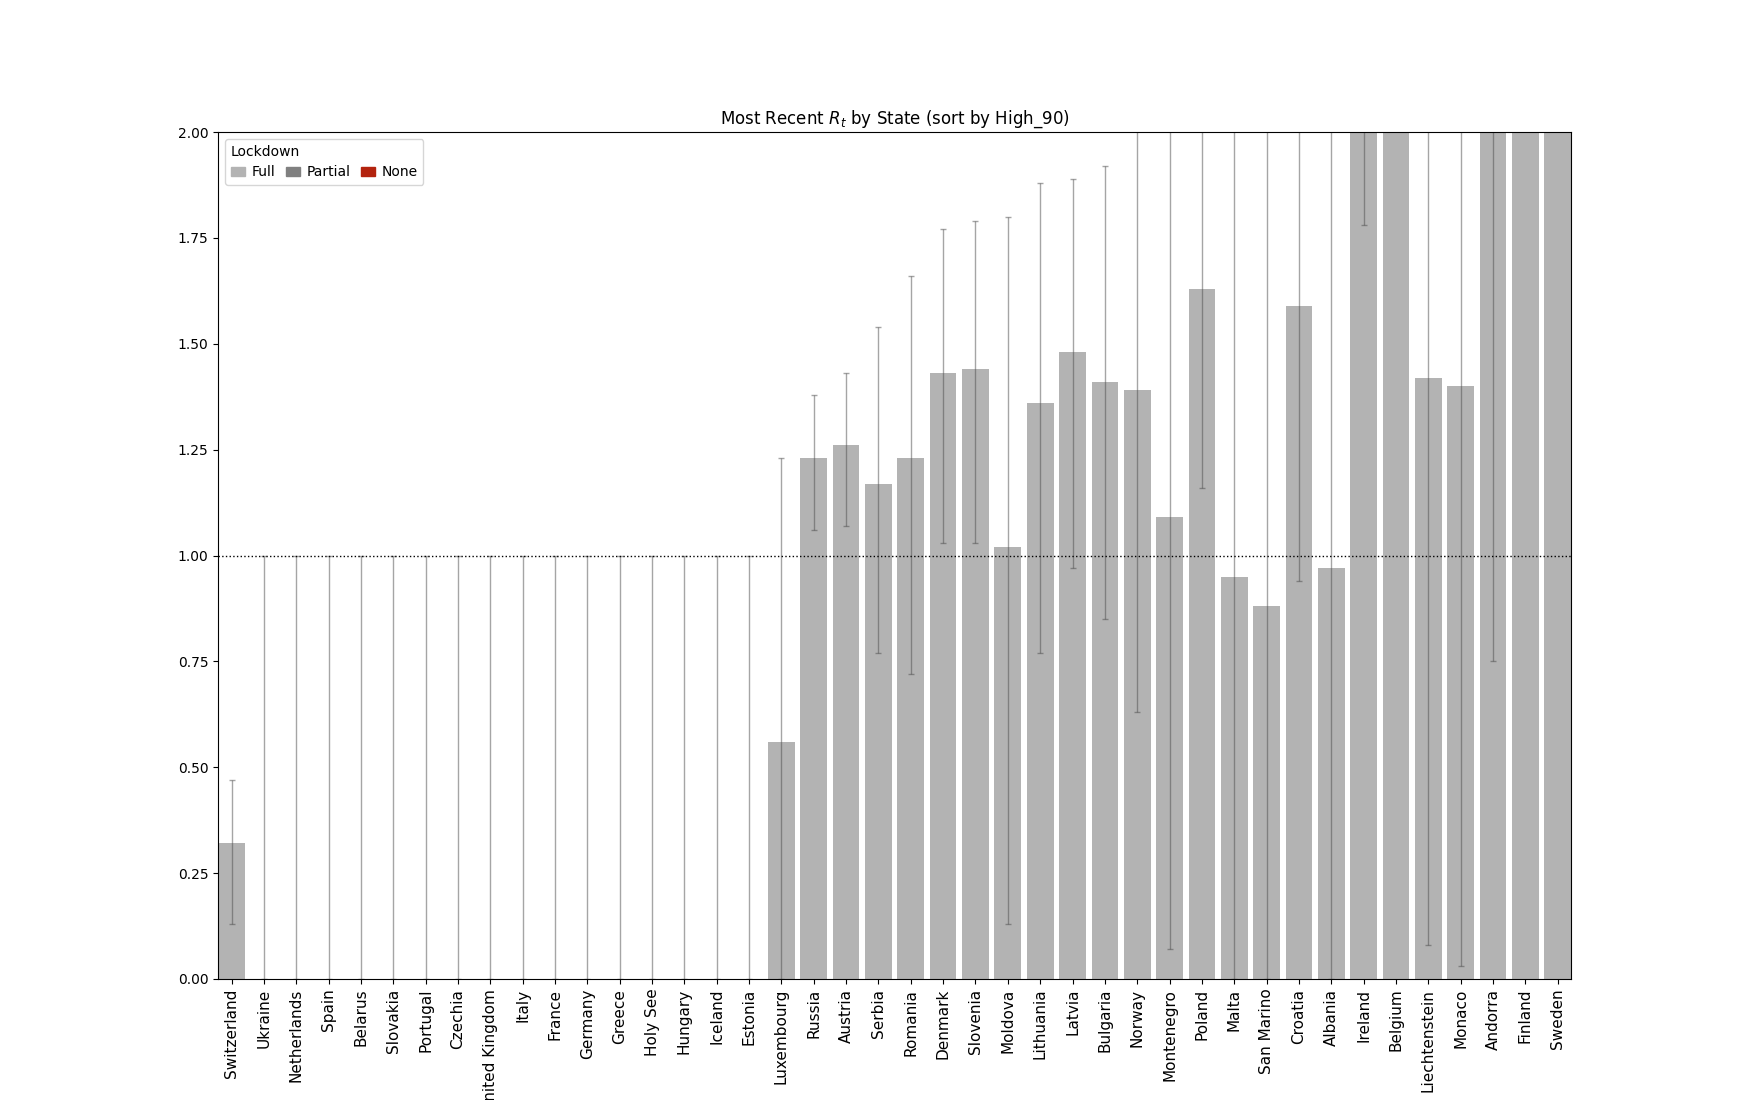 Most Recent R_t by State (sort by High_90)
Lockdown
Full Partial None
2.00
1.75
1.50
1.25
1.00
0.75
0.50
0.25
0.00
Switzerland
Ukraine
Netherlands
Spain
Belarus
Slovakia
Portugal
Czechia
nited Kingdom
Italy
France
Germany
Greece
Holy See
Hungary
Iceland
Estonia
Luxembourg
Russia
Austria
Serbia
Romania
Denmark
Slovenia
Moldova
Lithuania
Latvia
Bulgaria
Norway
Montenegro
Poland
Malta
San Marino
Croatia
Albania
Ireland
Belgium
Liechtenstein
Monaco
Andorra
Finland
Sweden